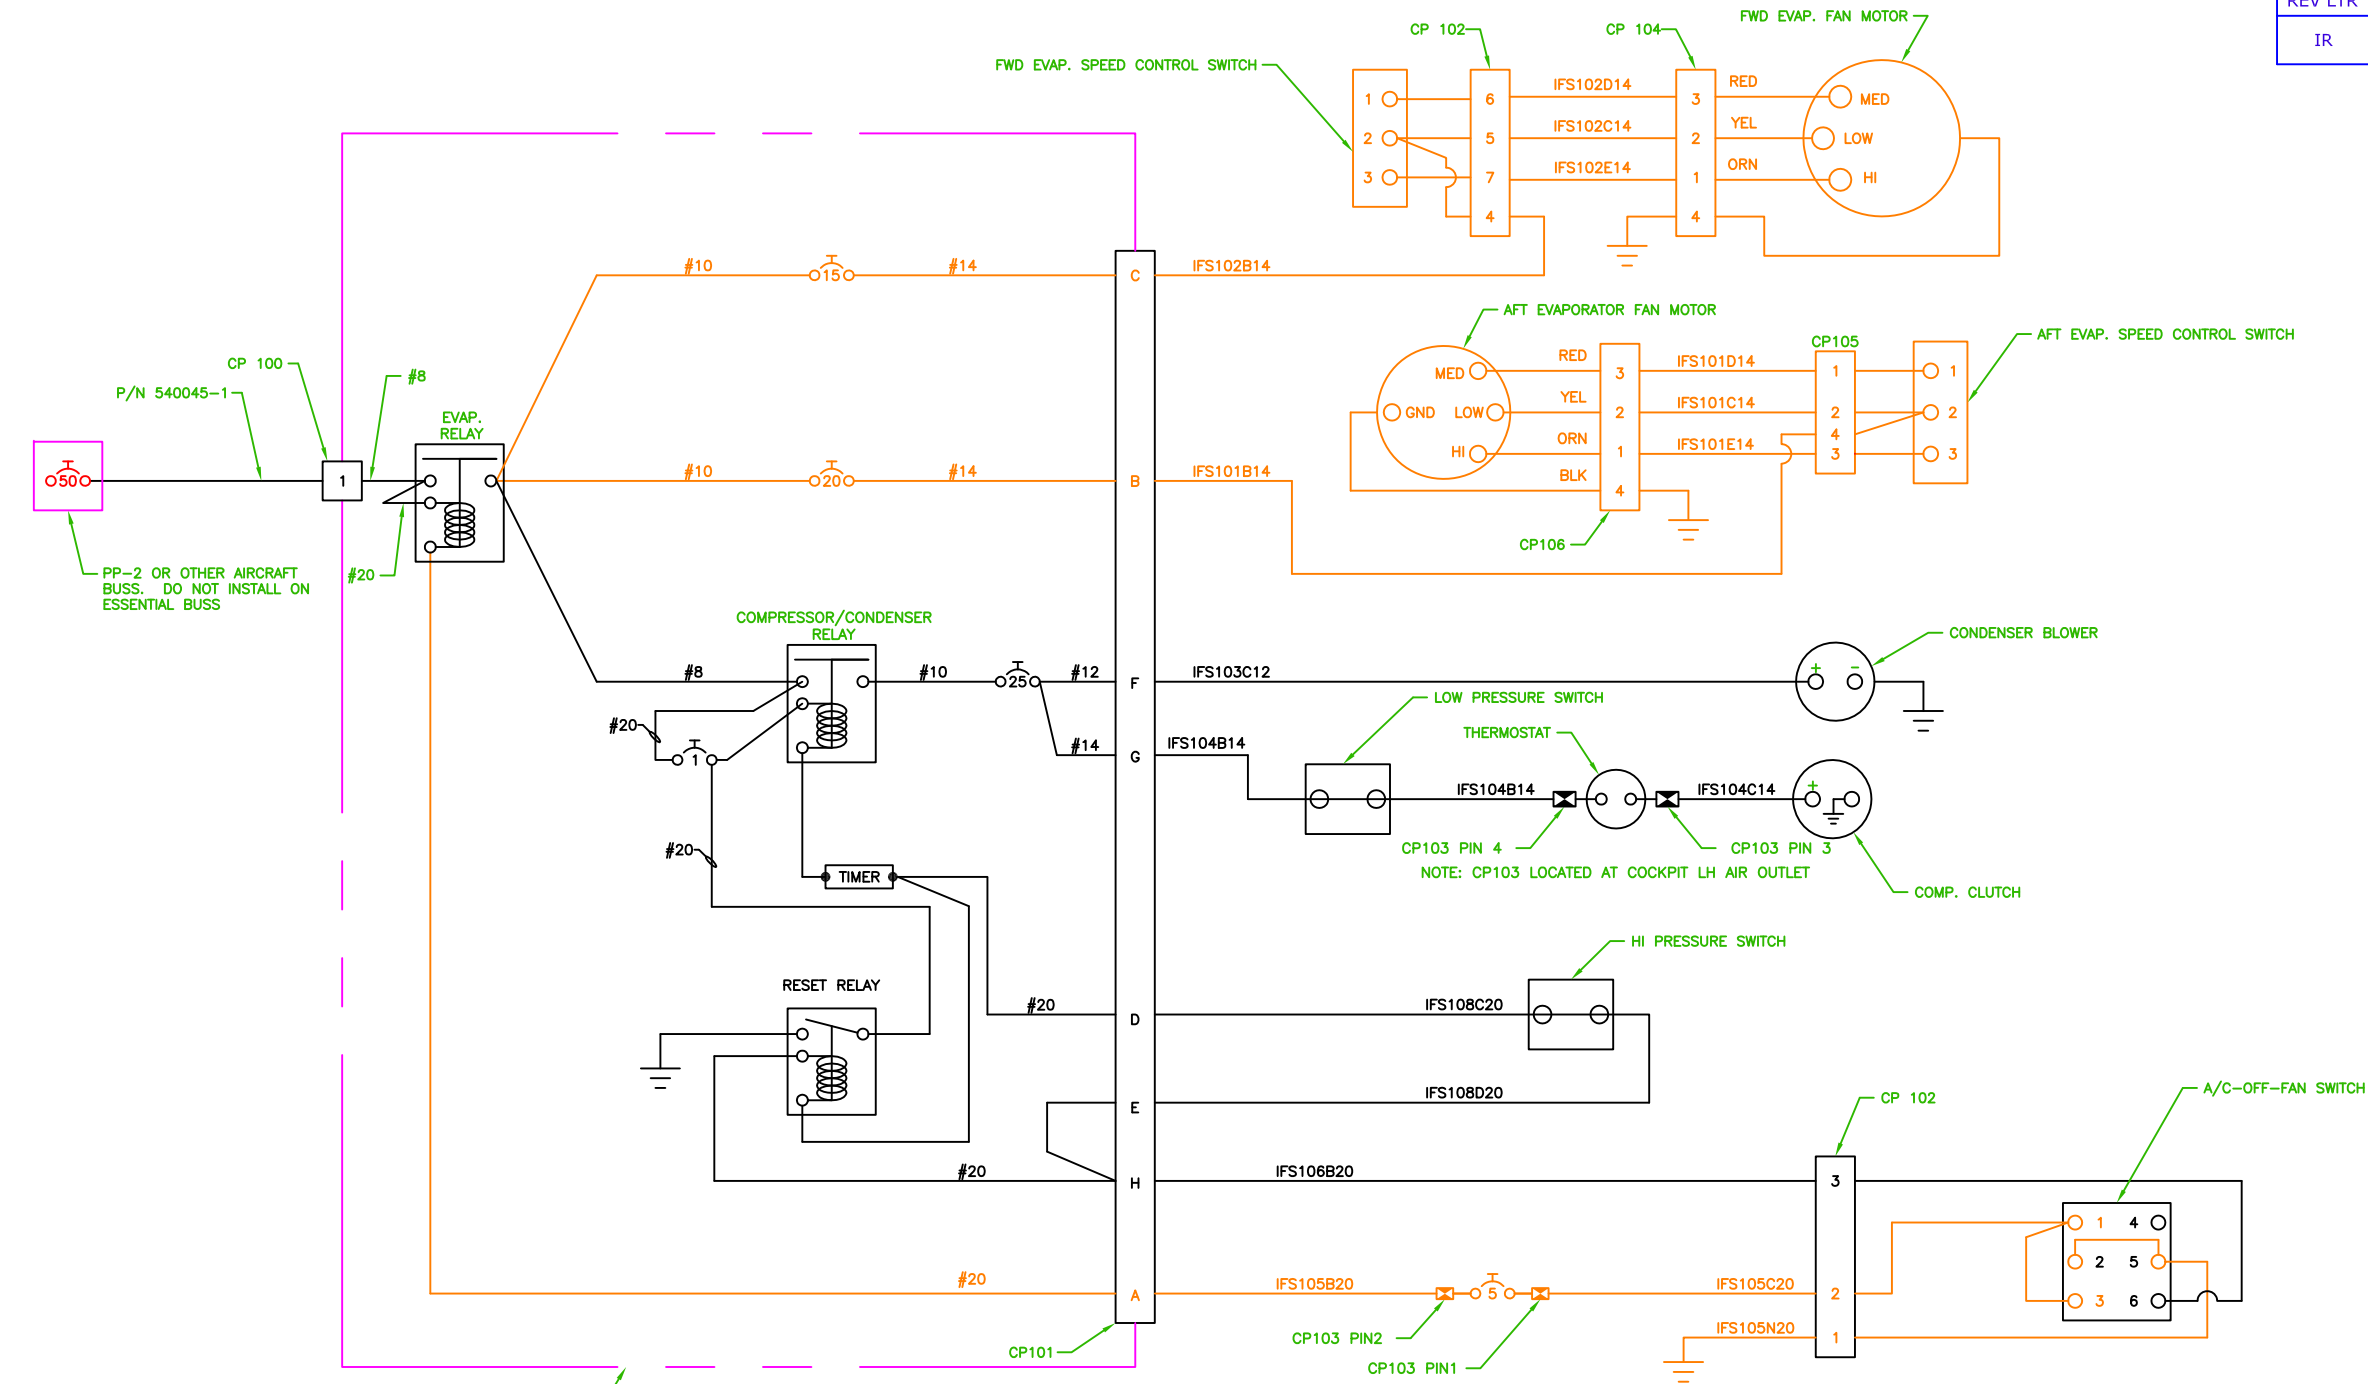 REV LTR
IR
FWD EVAP. FAN MOTOR
CP 102
CP 104
FWD EVAP. SPEED CONTROL SWITCH
1
2
3
6
5
7
4
IFS102D14
IFS102C14
IFS102E14
3
2
1
4
RED
YEL
ORN
MED
LOW
HI
#10
15
#14
C
IFS102B14
AFT EVAPORATOR FAN MOTOR
AFT EVAP. SPEED CONTROL SWITCH
CP105
MED
GND
LOW
HI
RED
YEL
ORN
BLK
3
2
1
4
IFS101D14
IFS101C14
IFS101E14
1
2
4
3
1
2
3
CP106
CP 100
#8
P/N 540045-1
EVAP.
RELAY
50
1
#10
20
#14
B
IFS101B14
PP-2 OR OTHER AIRCRAFT
BUSS. DO NOT INSTALL ON
ESSENTIAL BUSS
#20
COMPRESSOR/CONDENSER
RELAY
#8
#10
25
#12
F
IFS103C12
CONDENSER BLOWER
+
-
#20
1
#14
G
IFS104B14
LOW PRESSURE SWITCH
THERMOSTAT
IFS104B14
IFS104C14
+
CP103 PIN 4
CP103 PIN 3
NOTE: CP103 LOCATED AT COCKPIT LH AIR OUTLET
COMP. CLUTCH
#20
TIMER
HI PRESSURE SWITCH
RESET RELAY
#20
D
IFS108C20
E
IFS108D20
A/C-OFF-FAN SWITCH
CP 102
#20
H
IFS106B20
3
2
1
1
4
2
5
3
6
#20
A
IFS105B20
5
IFS105C20
IFS105N20
CP103 PIN2
CP103 PIN1
CP101